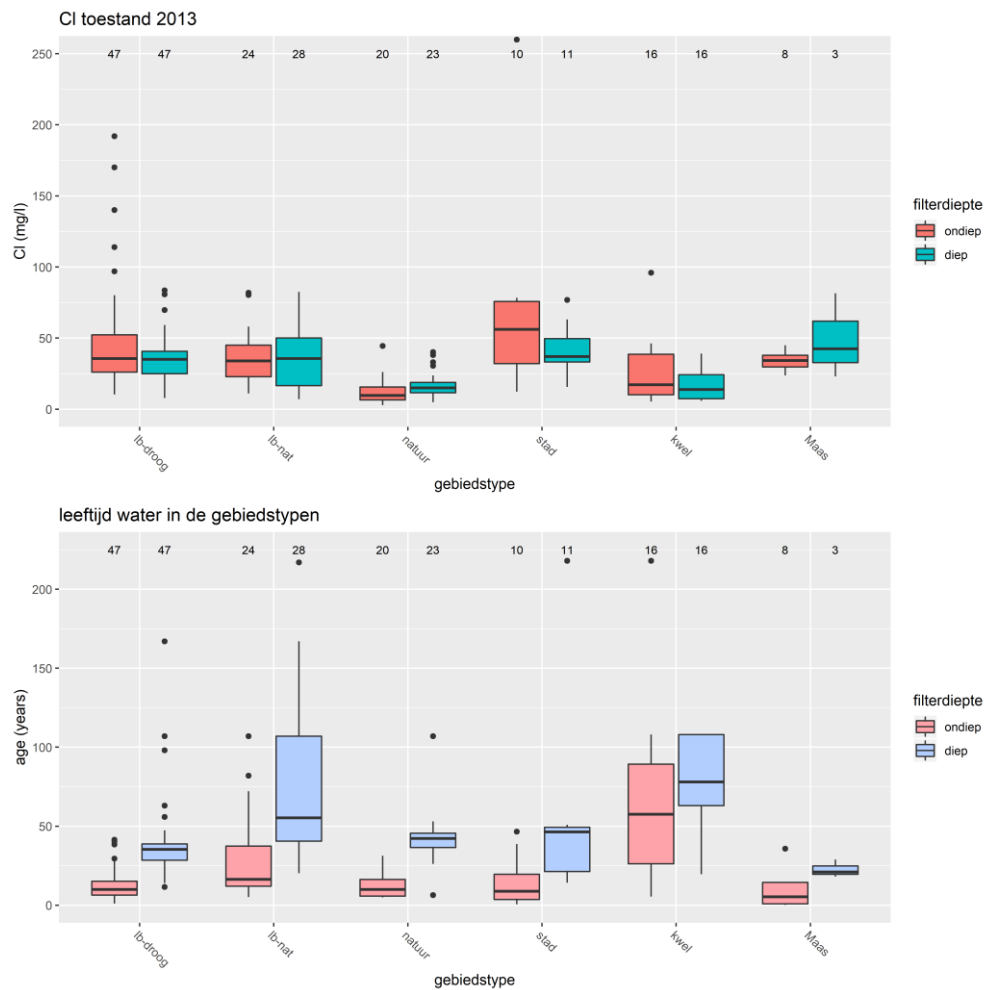 Cl toestand 2013
47 47 24 28 20 23 10 11 16 16 8 3
250
200
150
100
50
0
Cl (mg/l)
lb-droog lb-nat natuur stad kwel Maas
gebiedstype
filterdiepte
ondiep
diep
leeftijd water in de gebiedstypen
47 47 24 28 20 23 10 11 16 16 8 3
200
150
100
50
0
age (years)
lb-droog lb-nat natuur stad kwel Maas
gebiedstype
filterdiepte
ondiep
diep